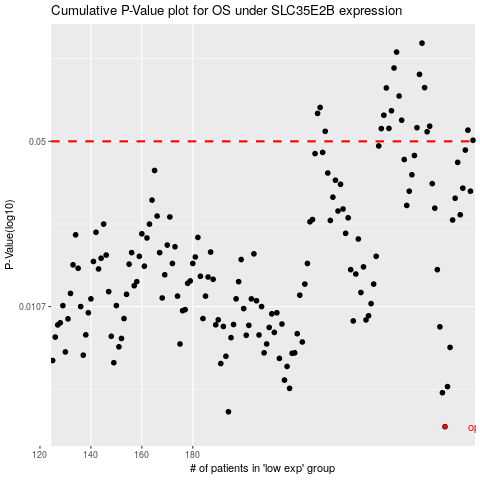 Cumulative P-Value plot for OS under SLC35E2B expression
P-Value(log10)
0.05
0.0107
op
120 140 160 180
# of patients in 'low exp' group